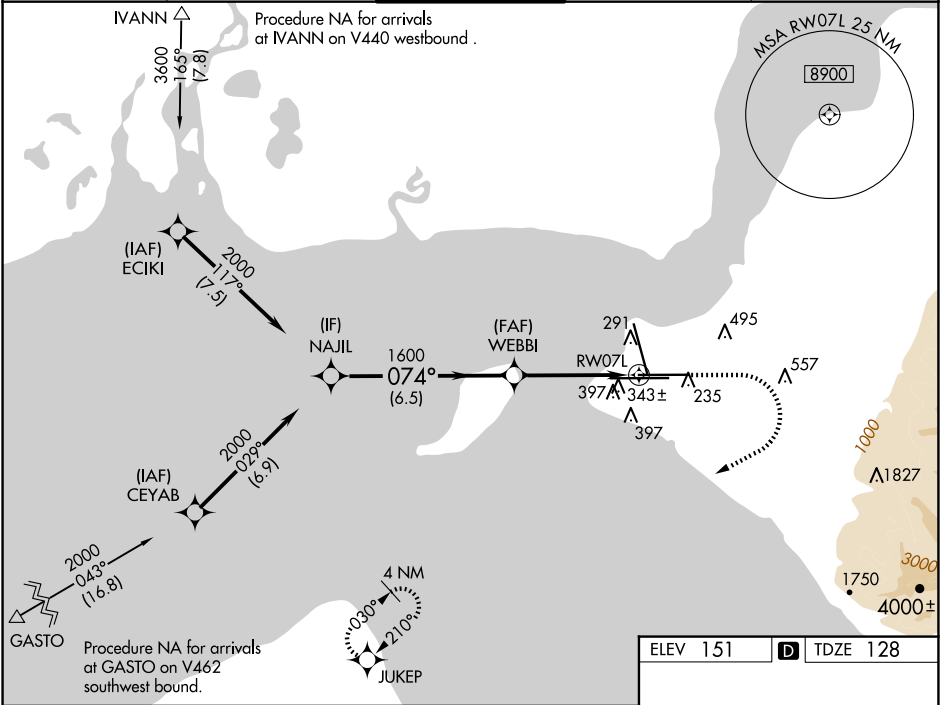 IVANN
Procedure NA for arrivals
at IVANN on V440 westbound .
3600
165°
(7.8)
MSA RW07L 25 NM
8900
(IAF)
ECIKI
2000
117°
(7.5)
(IF)
NAJIL
1600
074°
(6.5)
(FAF)
WEBBI
291
495
RW07L
557
397
343±
235
397
1000
1827
(IAF)
CEYAB
2000
029°
(6.9)
2000
043°
(16.8)
GASTO
4 NM
030°
210°
JUKEP
3000
1750
4000±
Procedure NA for arrivals
at GASTO on V462
southwest bound.
ELEV 151 D TDZE 128